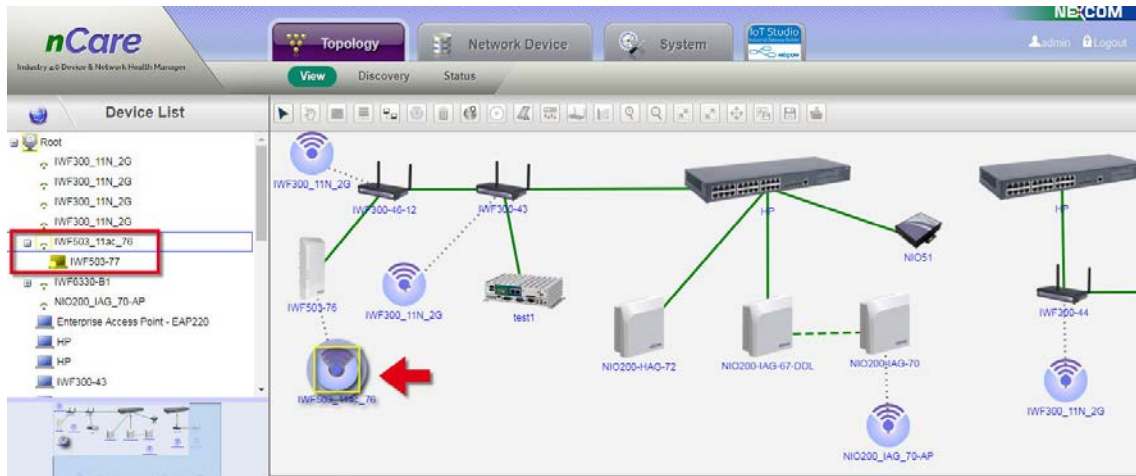 NEXCOM
nCare
Industry 4.0 Device & Network Health Manager
Topology
Network Device
System
IoT Studio
admin
Logout
View
Discovery
Status
Device List
Root
IWF300_11N_2G
IWF300_11N_2G
IWF300_11N_2G
IWF300_11N_2G
IWF503_11ac_76
IWF503-77
IWF6330-B1
NIO200_IAG_70-AP
Enterprise Access Point - EAP220
HP
HP
IWF300-43
IWF300_11N_2G
IWF300-46-12
IWF300-43
HP
HP
NIO51
IWF503-76
IWF300_11N_2G
test1
IWF300-44
NIO200-HAG-72
NIO200-IAG-67-DDL
NIO200-IAG-70
IWF503_11ac_76
IWF300_11N_2G
NIO200_IAG_70-AP